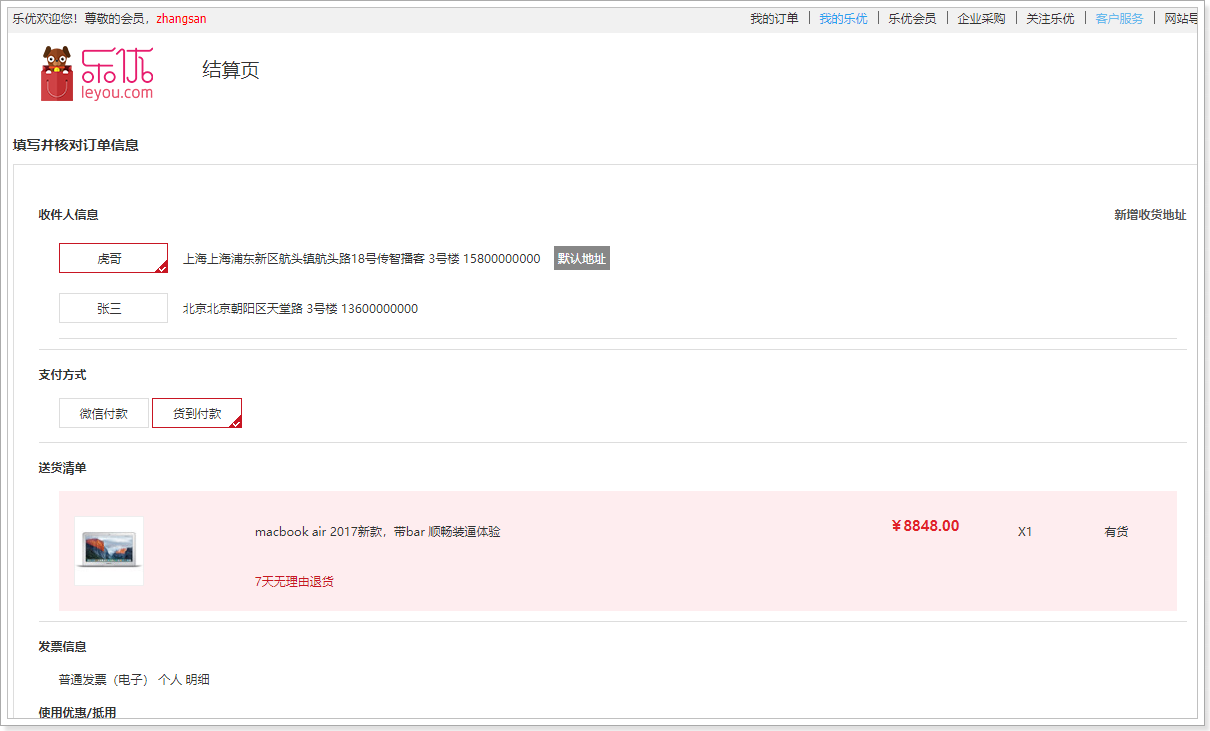 乐优欢迎您！尊敬的会员，zhangsan 我的订单 | 我的乐优 | 乐优会员 | 企业采购 | 关注乐优 | 客户服务 | 网站导
乐优
leyou.com
结算页
填写并核对订单信息
收件人信息 新增收货地址
虎哥 上海上海浦东新区航头镇航头路18号传智播客 3号楼 15800000000 默认地址
张三 北京北京朝阳区天堂路 3号楼 13600000000
支付方式
微信付款 货到付款
送货清单
macbook air 2017新款，带bar 顺畅装逼体验 ￥8848.00 X1 有货
7天无理由退货
发票信息
普通发票（电子） 个人 明细
使用优惠/抵用